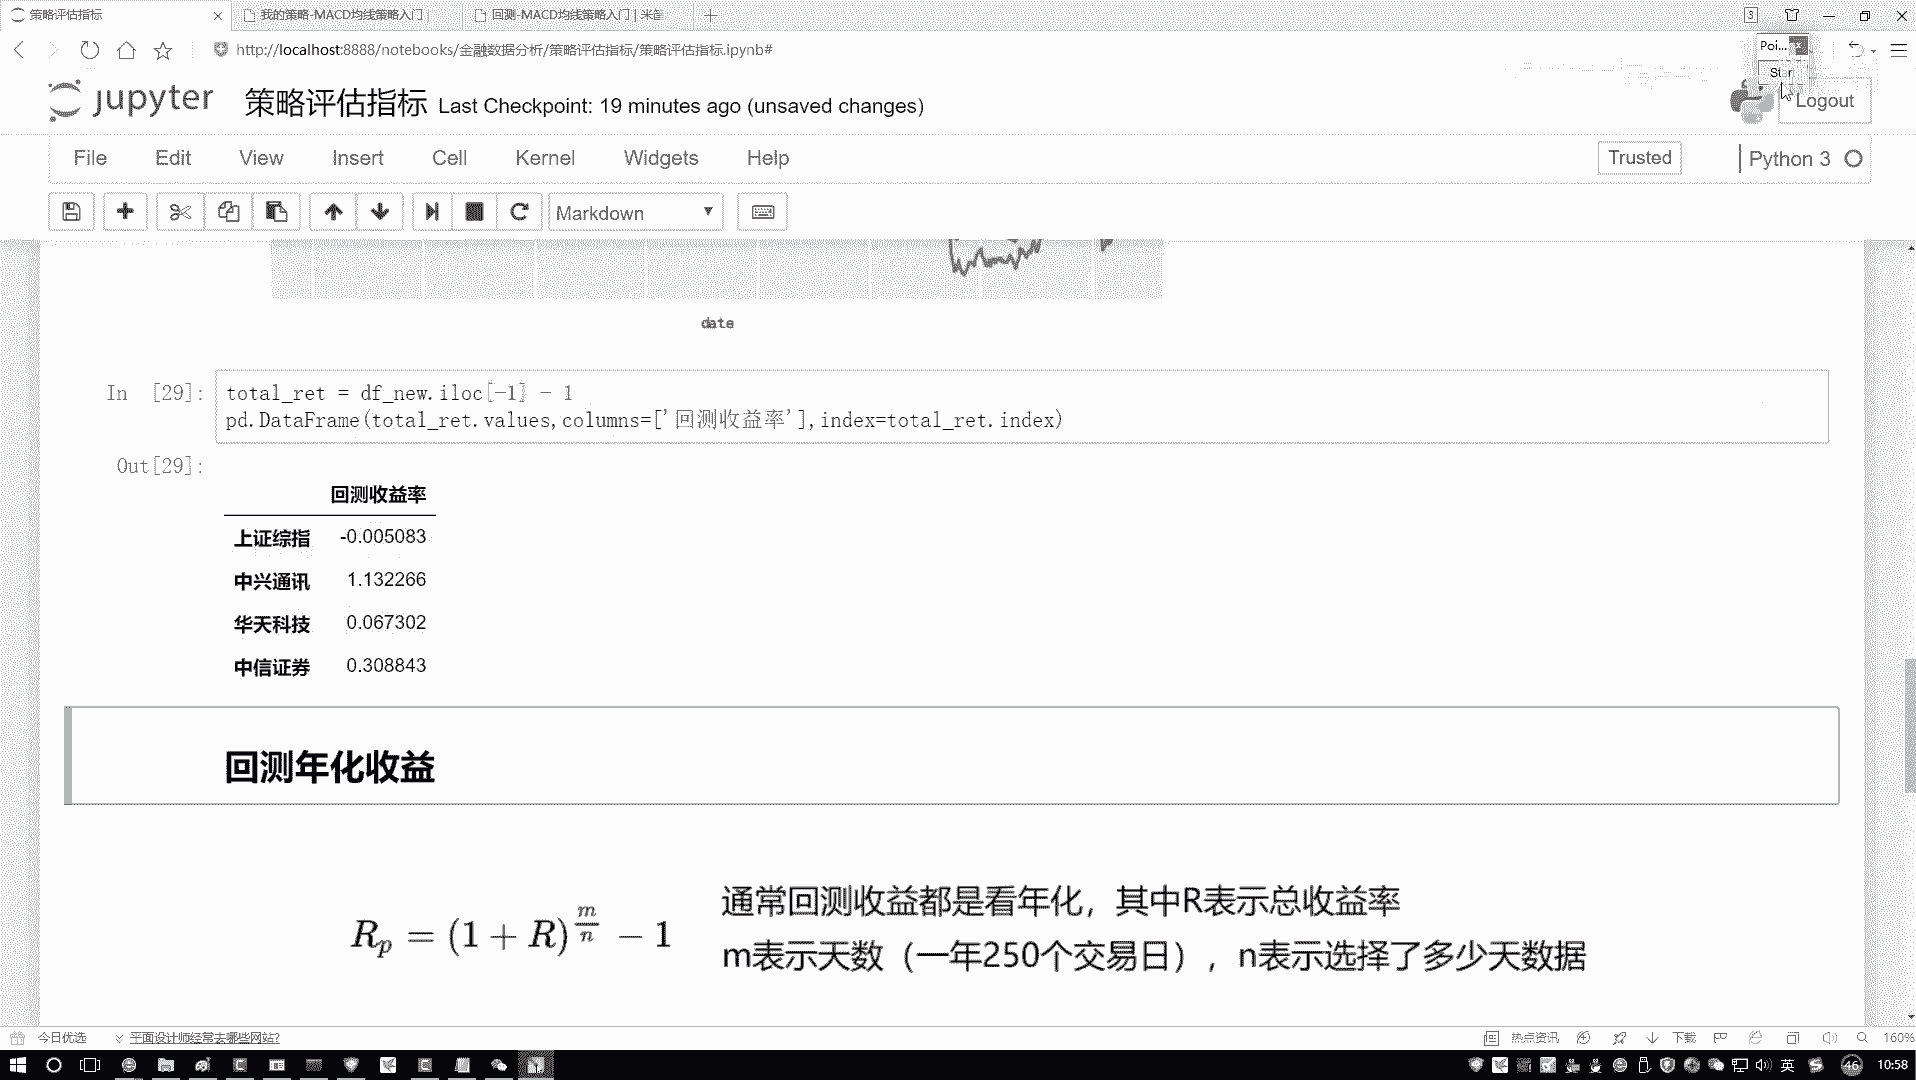 策略评估指标
我的策略-MACD均线策略入门 |
回测-MACD均线策略入门 | 米筐
3
http://localhost:8888/notebooks/金融数据分析/策略评估指标/策略评估指标.ipynb#
Poi...
jupyter 策略评估指标 Last Checkpoint: 19 minutes ago (unsaved changes)
Logout
File Edit View Insert Cell Kernel Widgets Help
Trusted
Python 3
Markdown
date
In [29]: total_ret = df_new.iloc[-1] - 1
pd.DataFrame(total_ret.values,columns=['回测收益率'],index=total_ret.index)
Out[29]:
回测收益率
上证综指 -0.005083
中兴通讯 1.132266
华天科技 0.067302
中信证券 0.308843
回测年化收益
R_p = (1 + R)^{m/n} - 1
通常回测收益都是看年化，其中R表示总收益率
m表示天数（一年250个交易日），n表示选择了多少天数据
今日优选
平面设计师经常去哪些网站?
热点资讯
下载
160%
英
46
10:58